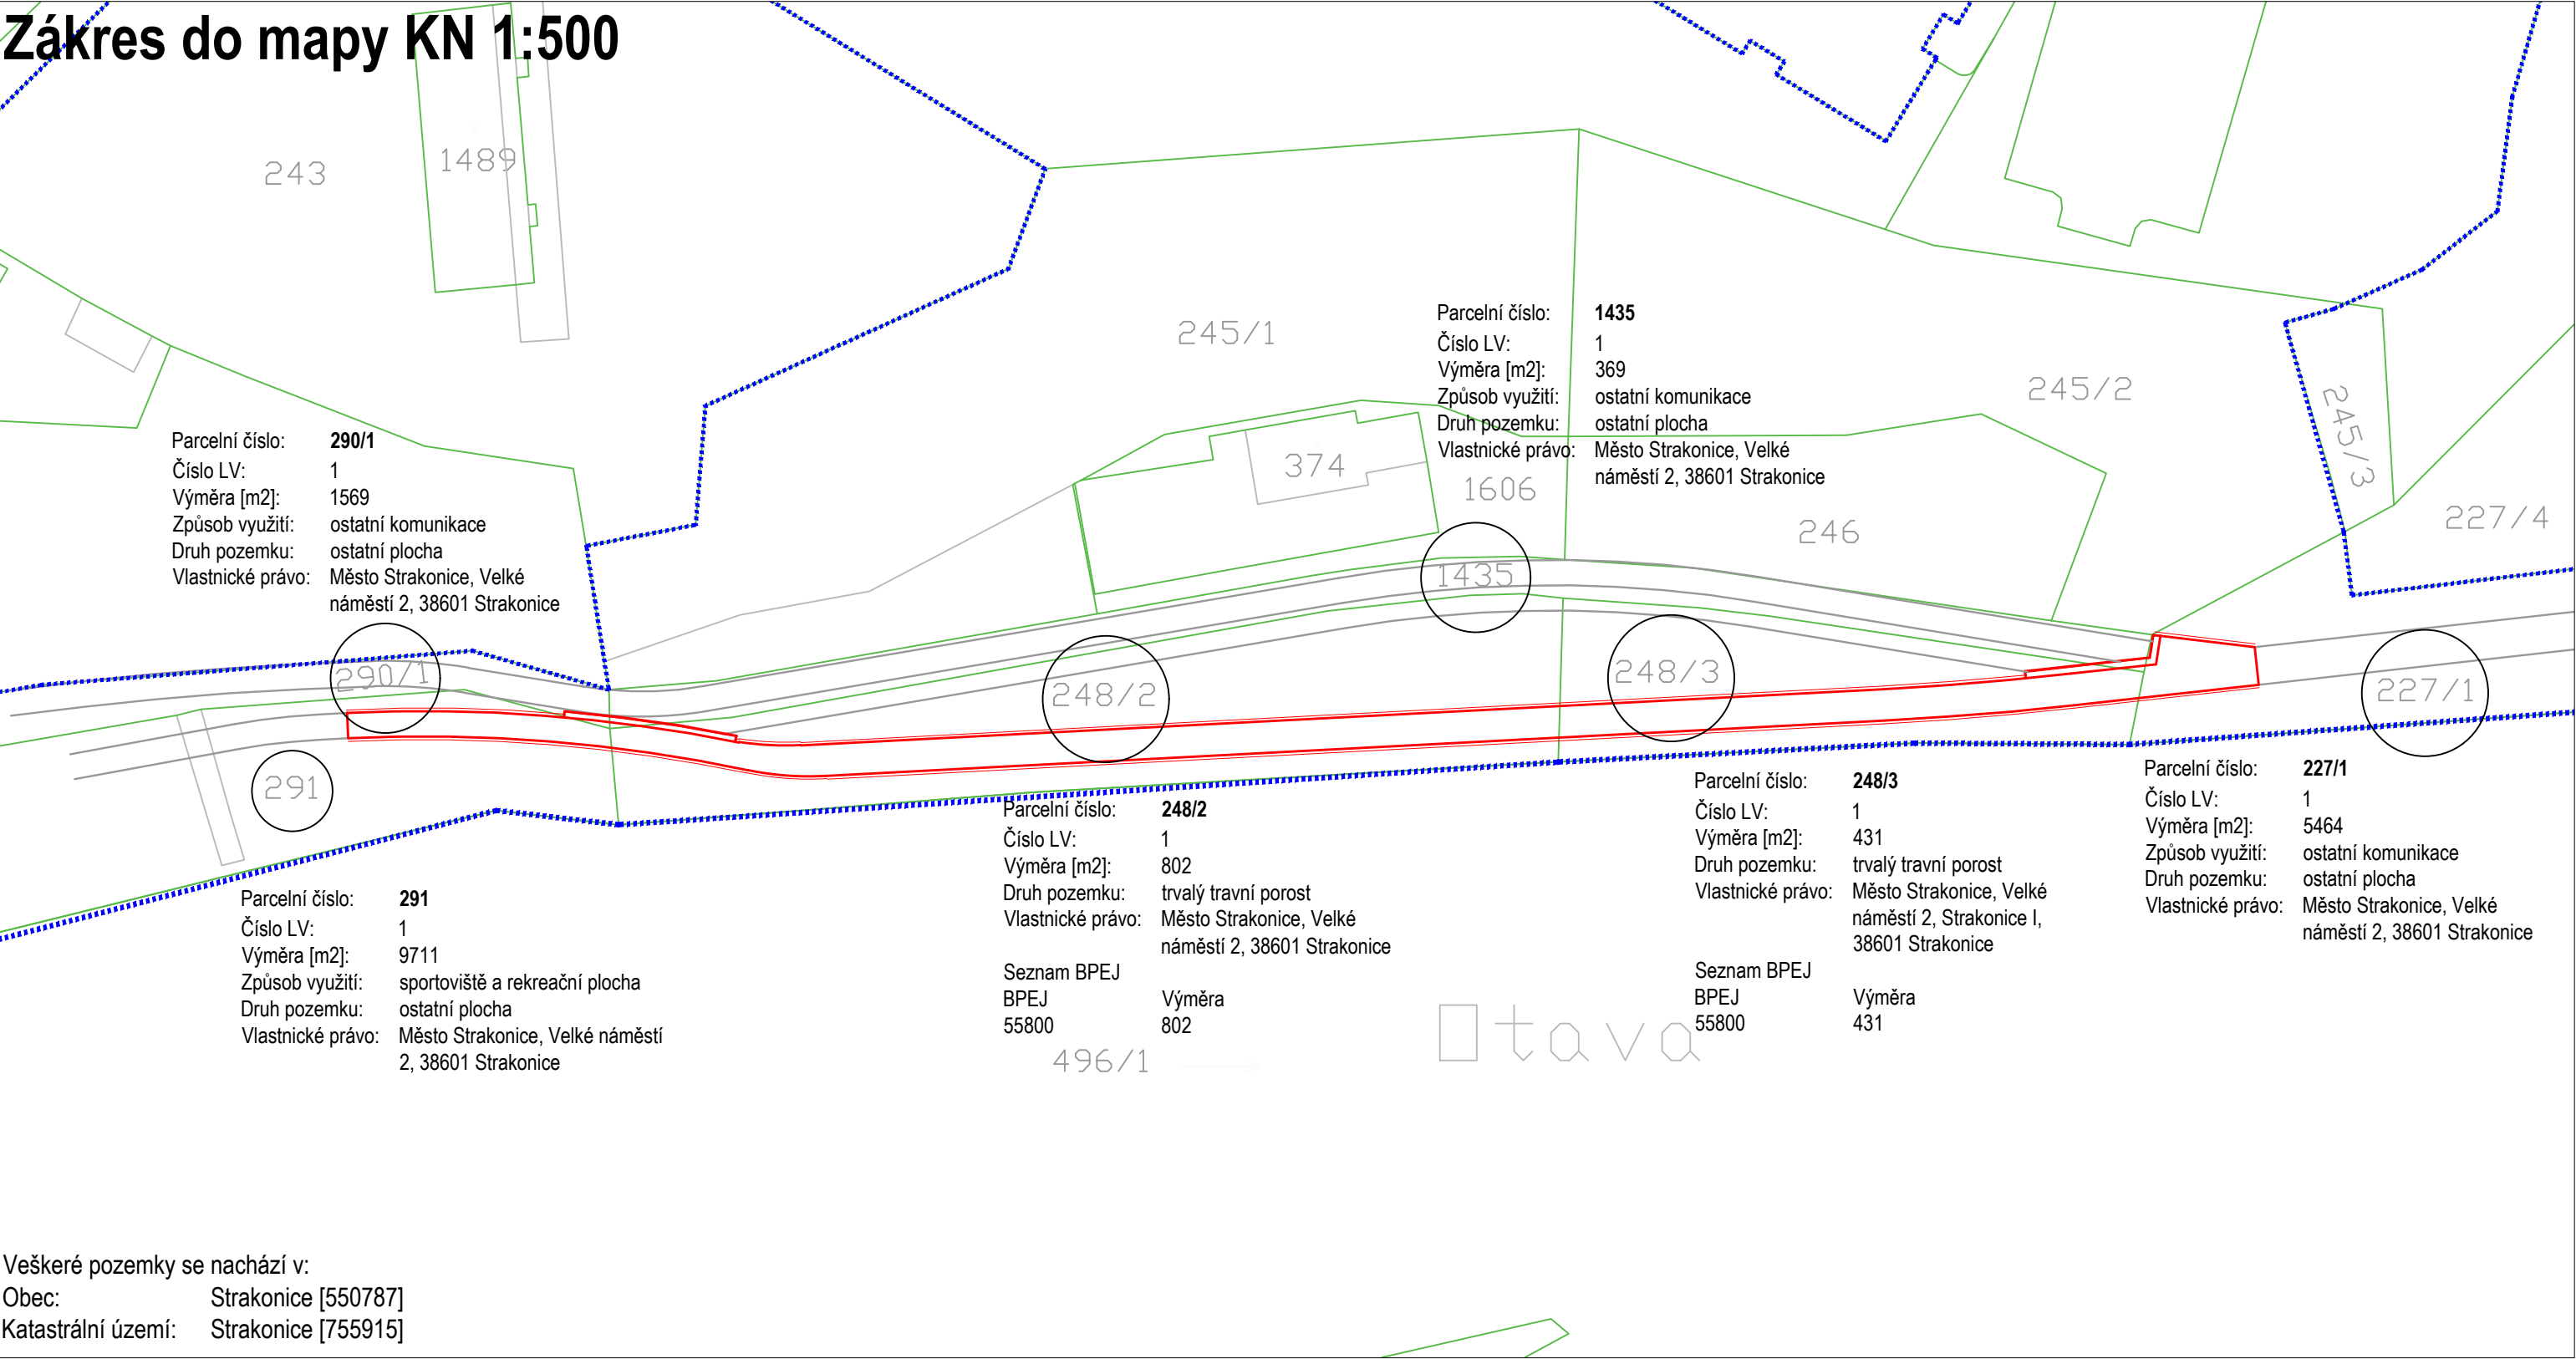 Zákres do mapy KN 1:500
243
1489
245/1
245/2
245/3
227/4
374
1606
246
Parcelní číslo: 1435
Číslo LV: 1
Výměra [m2]: 369
Způsob využití: ostatní komunikace
Druh pozemku: ostatní plocha
Vlastnické právo: Město Strakonice, Velké
náměstí 2, 38601 Strakonice
Parcelní číslo: 290/1
Číslo LV: 1
Výměra [m2]: 1569
Způsob využití: ostatní komunikace
Druh pozemku: ostatní plocha
Vlastnické právo: Město Strakonice, Velké
náměstí 2, 38601 Strakonice
1435
290/1
248/2
248/3
227/1
291
Parcelní číslo: 291
Číslo LV: 1
Výměra [m2]: 9711
Způsob využití: sportoviště a rekreační plocha
Druh pozemku: ostatní plocha
Vlastnické právo: Město Strakonice, Velké náměstí
2, 38601 Strakonice
Parcelní číslo: 248/2
Číslo LV: 1
Výměra [m2]: 802
Druh pozemku: trvalý travní porost
Vlastnické právo: Město Strakonice, Velké
náměstí 2, 38601 Strakonice
Seznam BPEJ
BPEJ Výměra
55800 802
Parcelní číslo: 248/3
Číslo LV: 1
Výměra [m2]: 431
Druh pozemku: trvalý travní porost
Vlastnické právo: Město Strakonice, Velké
náměstí 2, Strakonice I,
38601 Strakonice
Seznam BPEJ
BPEJ Výměra
55800 431
Parcelní číslo: 227/1
Číslo LV: 1
Výměra [m2]: 5464
Způsob využití: ostatní komunikace
Druh pozemku: ostatní plocha
Vlastnické právo: Město Strakonice, Velké
náměstí 2, 38601 Strakonice
496/1
Otava
Veškeré pozemky se nachází v:
Obec: Strakonice [550787]
Katastrální území: Strakonice [755915]